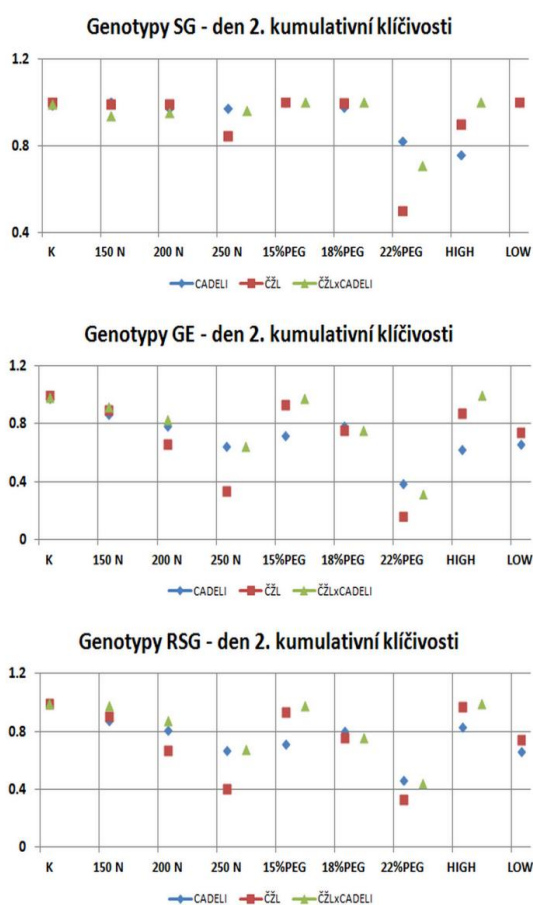 Genotypy SG - den 2. kumulativní klíčivosti
1.2
0.8
0.4
K 150 N 200 N 250 N 15%PEG 18%PEG 22%PEG HIGH LOW
CADELI ČŽL ČŽLxCADELI
Genotypy GE - den 2. kumulativní klíčivosti
1.2
0.8
0.4
0
K 150 N 200 N 250 N 15%PEG 18%PEG 22%PEG HIGH LOW
CADELI ČŽL ČŽLxCADELI
Genotypy RSG - den 2. kumulativní klíčivosti
1.2
0.8
0.4
0
K 150 N 200 N 250 N 15%PEG 18%PEG 22%PEG HIGH LOW
CADELI ČŽL ČŽLxCADELI